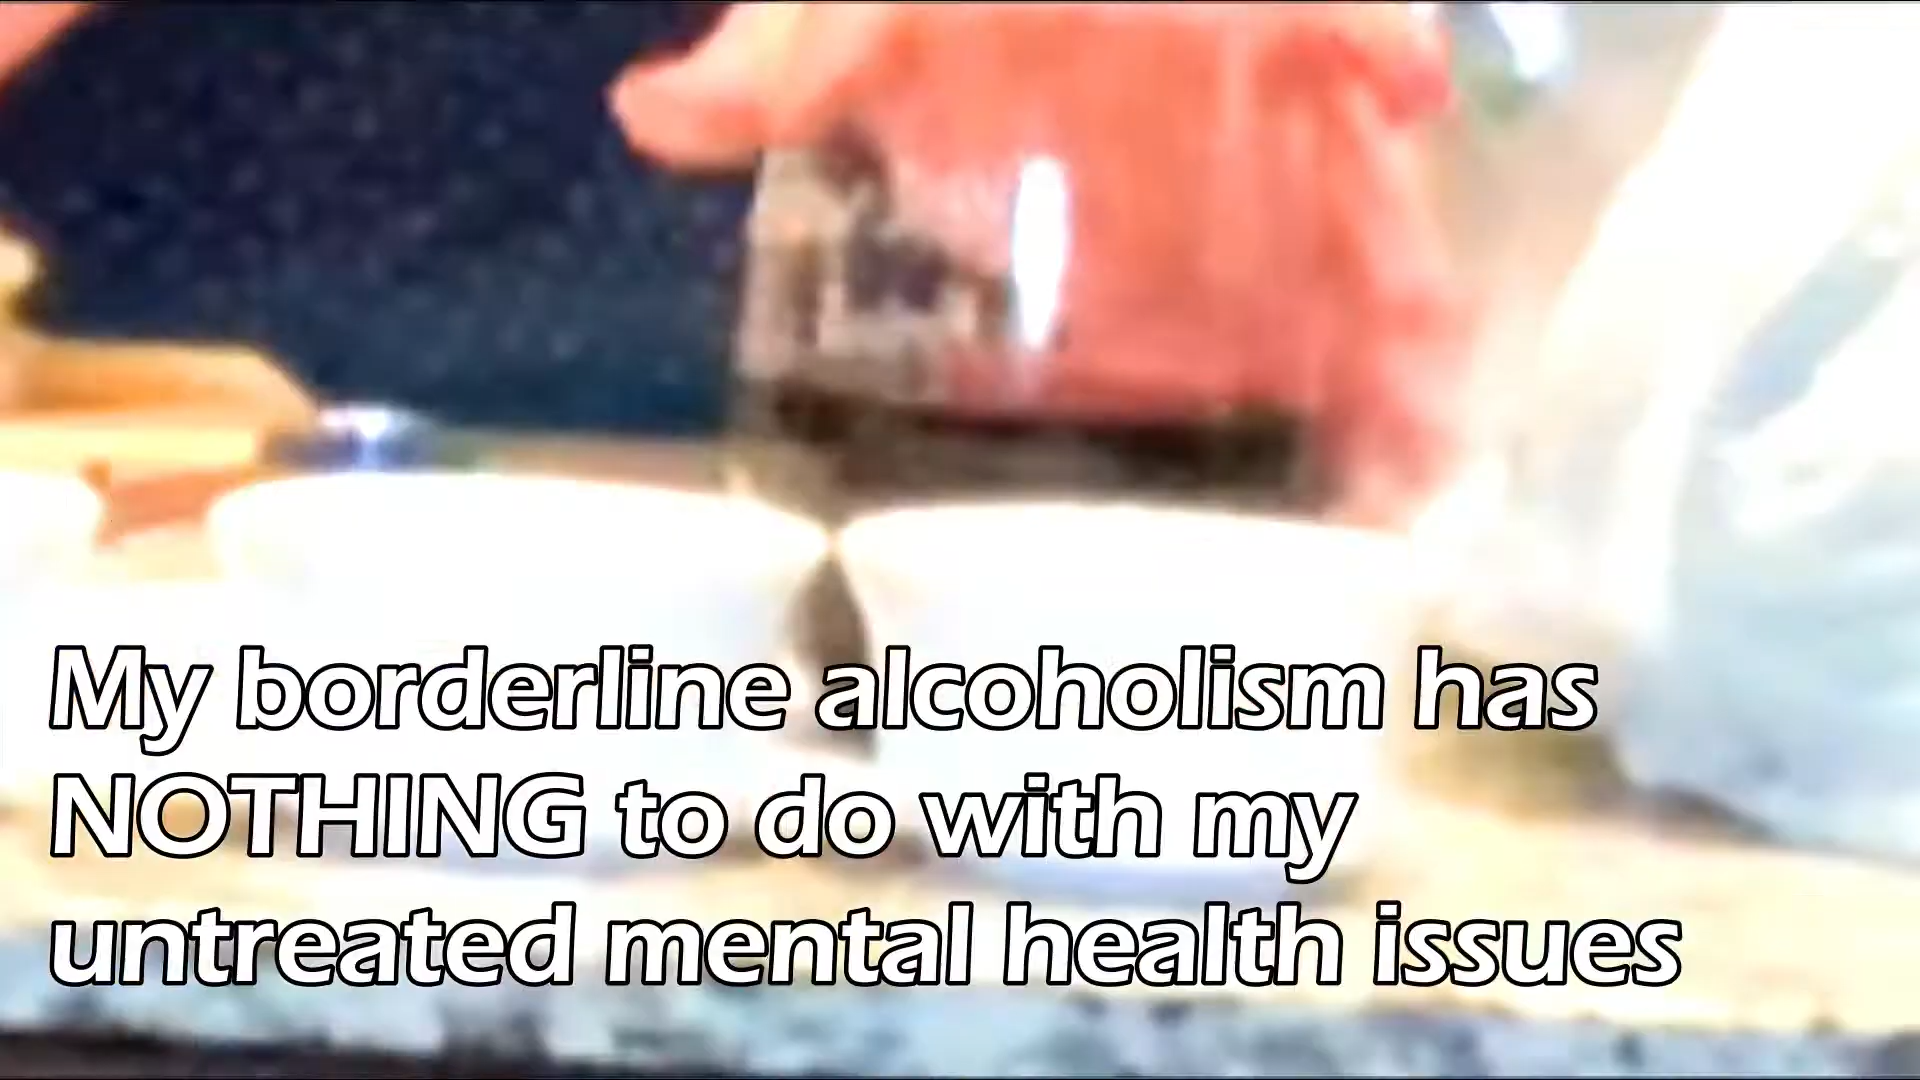 My borderline alcoholism has
NOTHING to do with my
untreated mental health issues